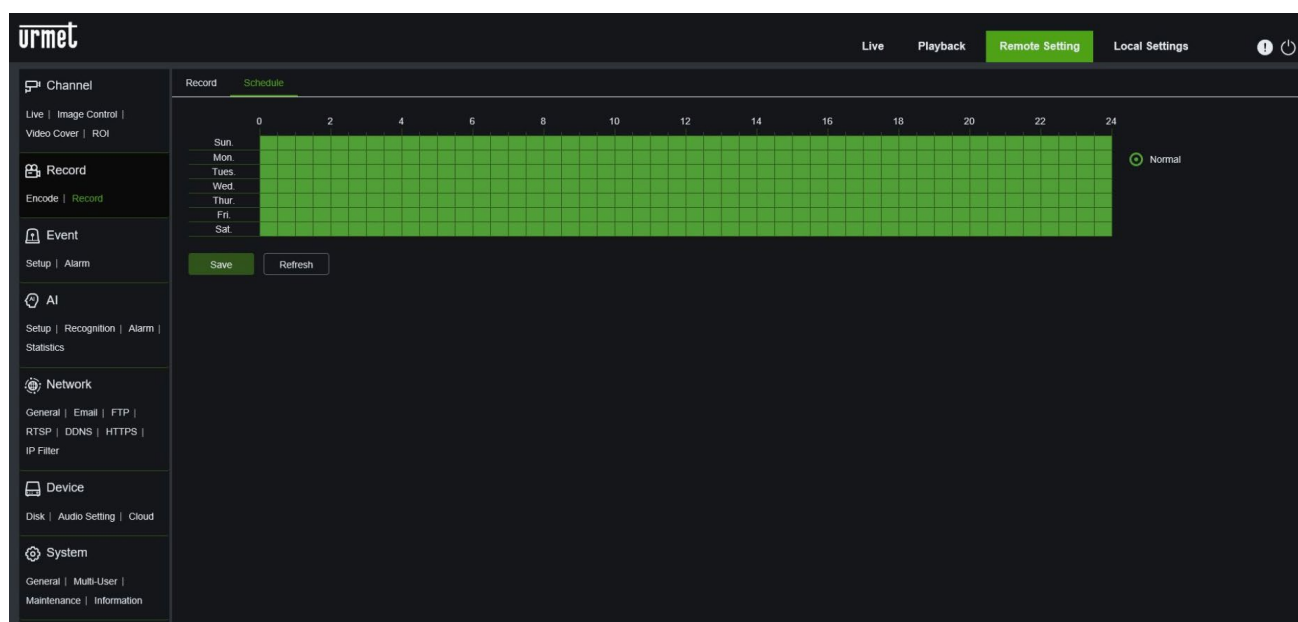 urmet
Live Playback Remote Setting Local Settings
Channel
Live | Image Control |
Video Cover | ROI
Record
Encode | Record
Event
Setup | Alarm
AI
Setup | Recognition | Alarm |
Statistics
Network
General | Email | FTP |
RTSP | DDNS | HTTPS |
IP Filter
Device
Disk | Audio Setting | Cloud
System
General | Multi-User |
Maintenance | Information
Record Schedule
0 2 4 6 8 10 12 14 16 18 20 22 24
Sun.
Mon.
Tues.
Wed.
Thur.
Fri.
Sat.
Normal
Save Refresh